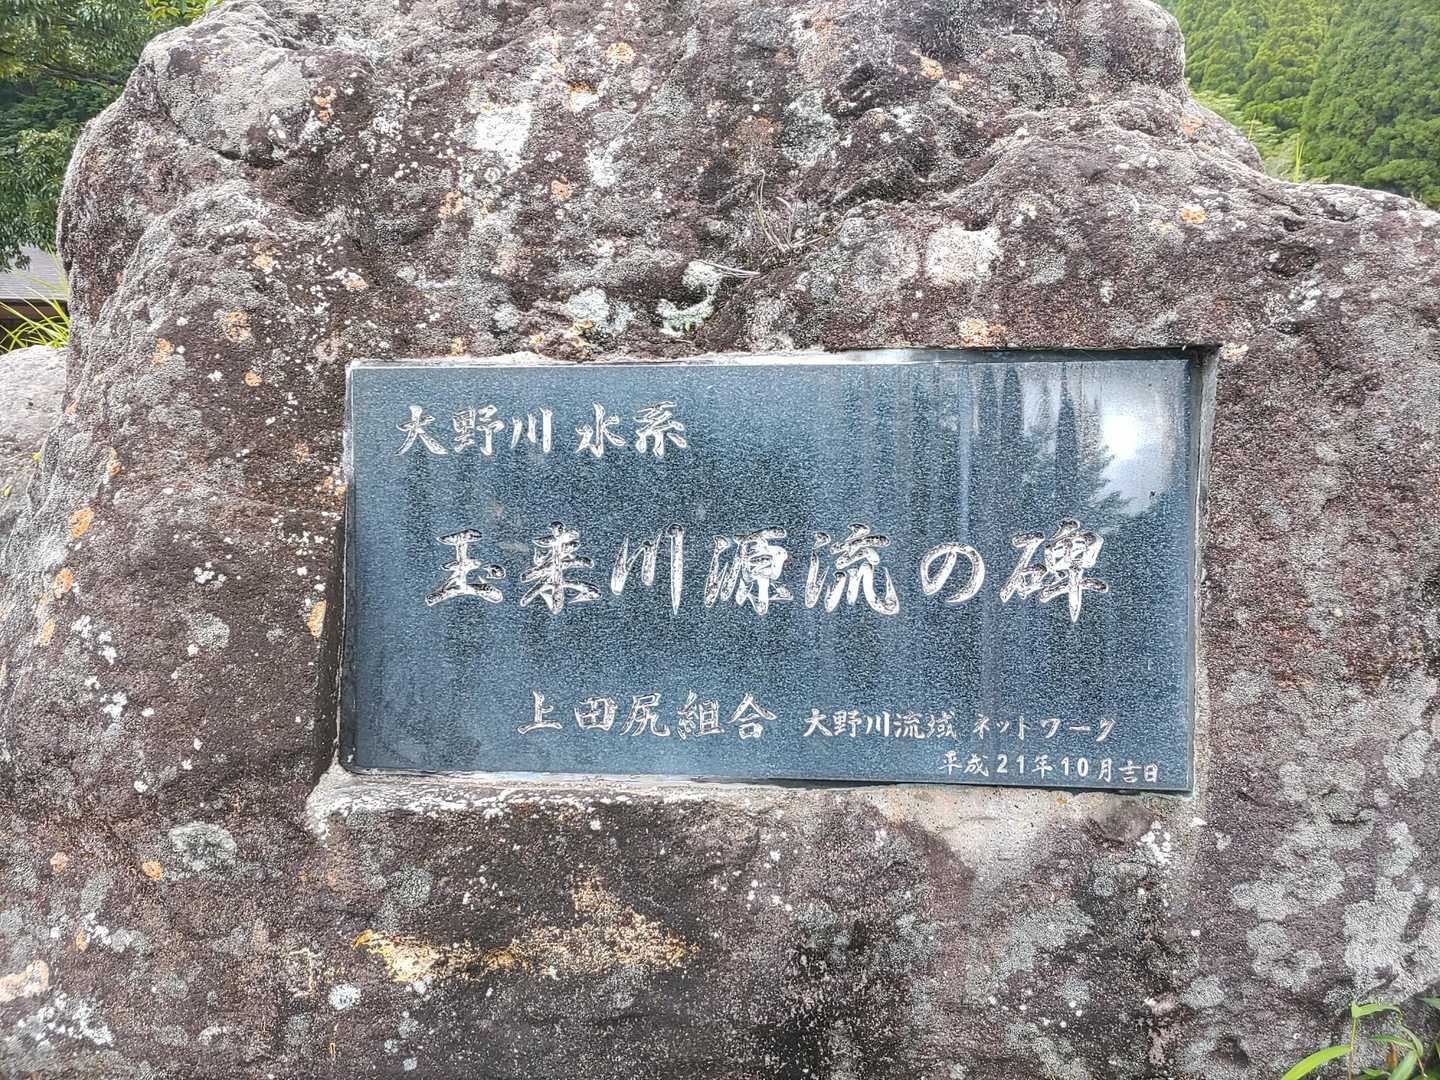 大野川 水系
玉来川源流の碑
上田尻組合 大野川流域 ネットワーク
平成21年10月吉日